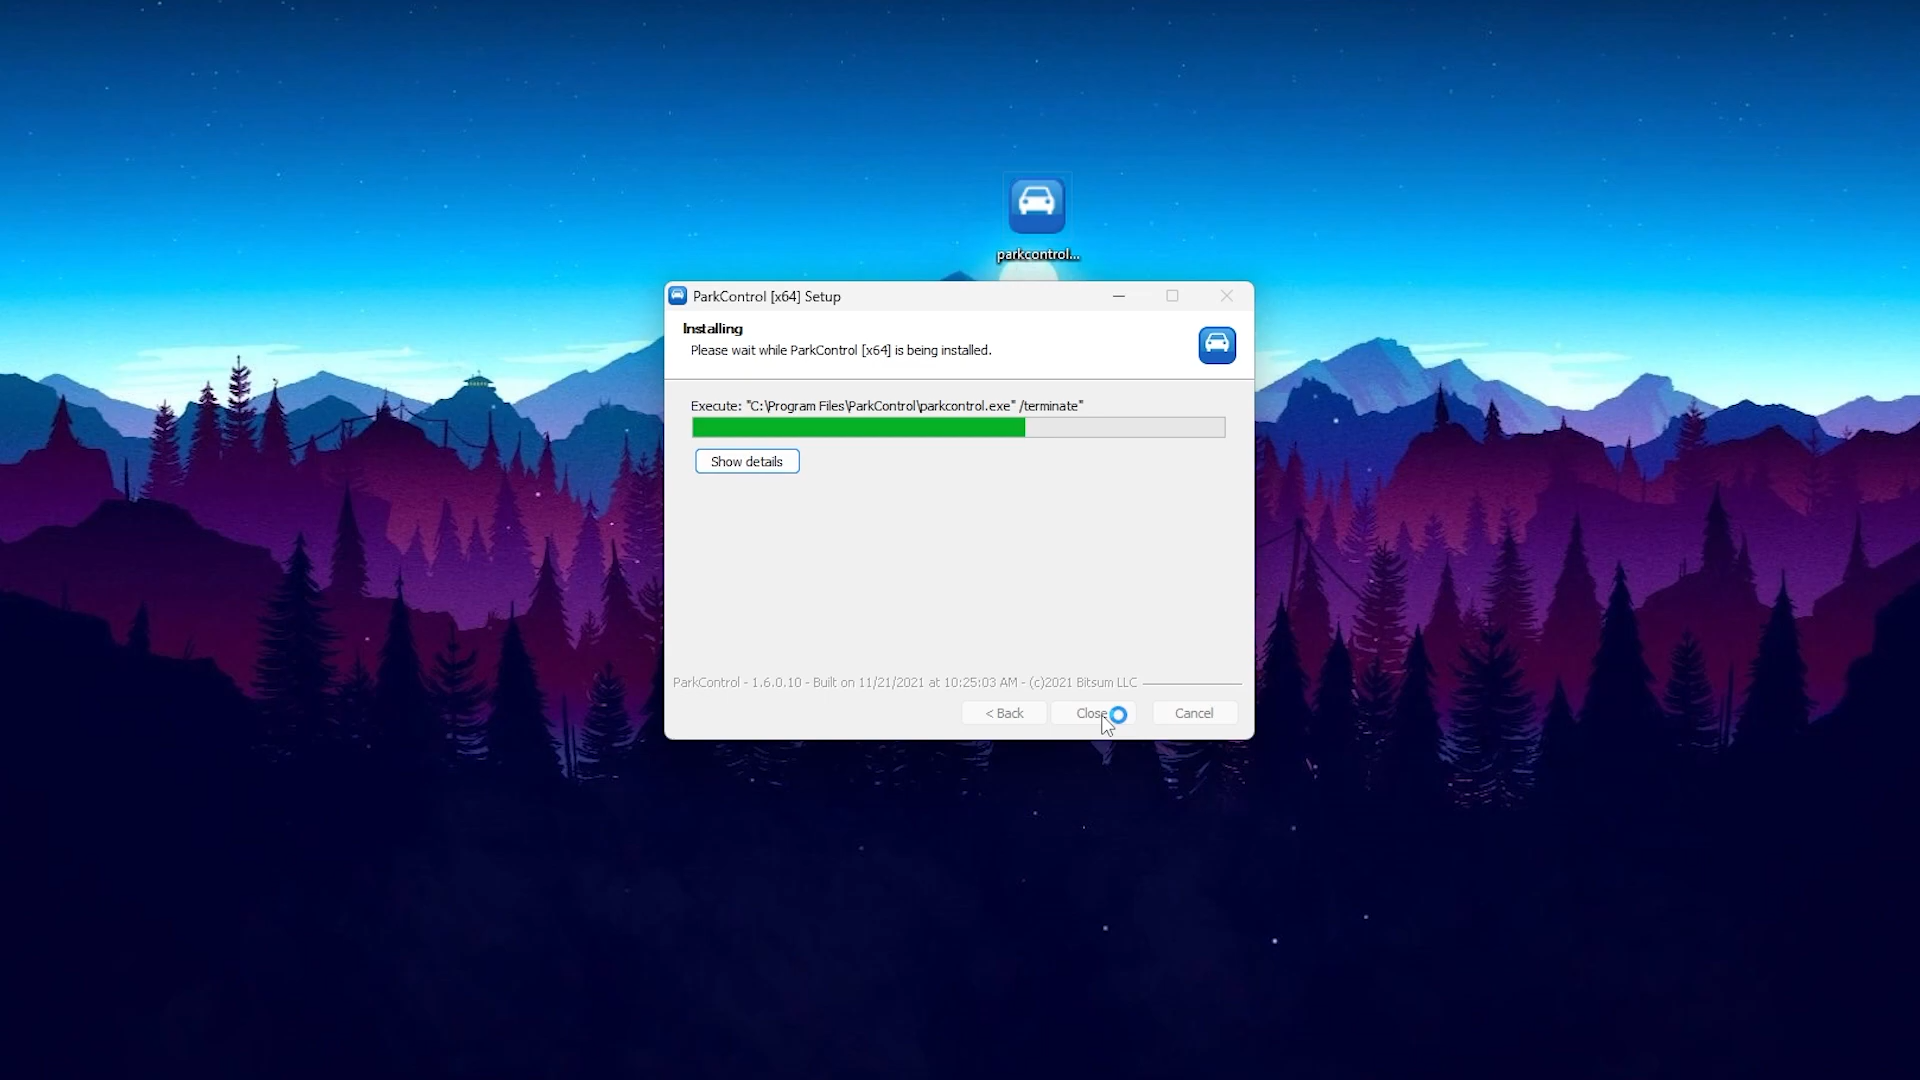 parkcontrol...
ParkControl [x64] Setup
Installing
Please wait while ParkControl [x64] is being installed.
Execute: "C:\Program Files\ParkControl\parkcontrol.exe" /terminate"
Show details
ParkControl - 1.6.0.10 - Built on 11/21/2021 at 10:25:03 AM - (c)2021 Bitsum LLC
< Back Close Cancel